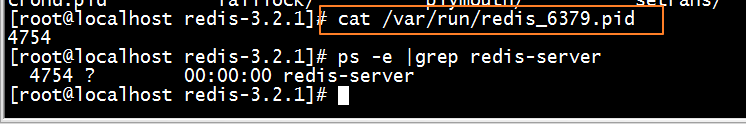 crond.pid faillock/ plymouth/ setrans/
[root@localhost redis-3.2.1]# cat /var/run/redis_6379.pid
4754
[root@localhost redis-3.2.1]# ps -e |grep redis-server
4754 ? 00:00:00 redis-server
[root@localhost redis-3.2.1]#